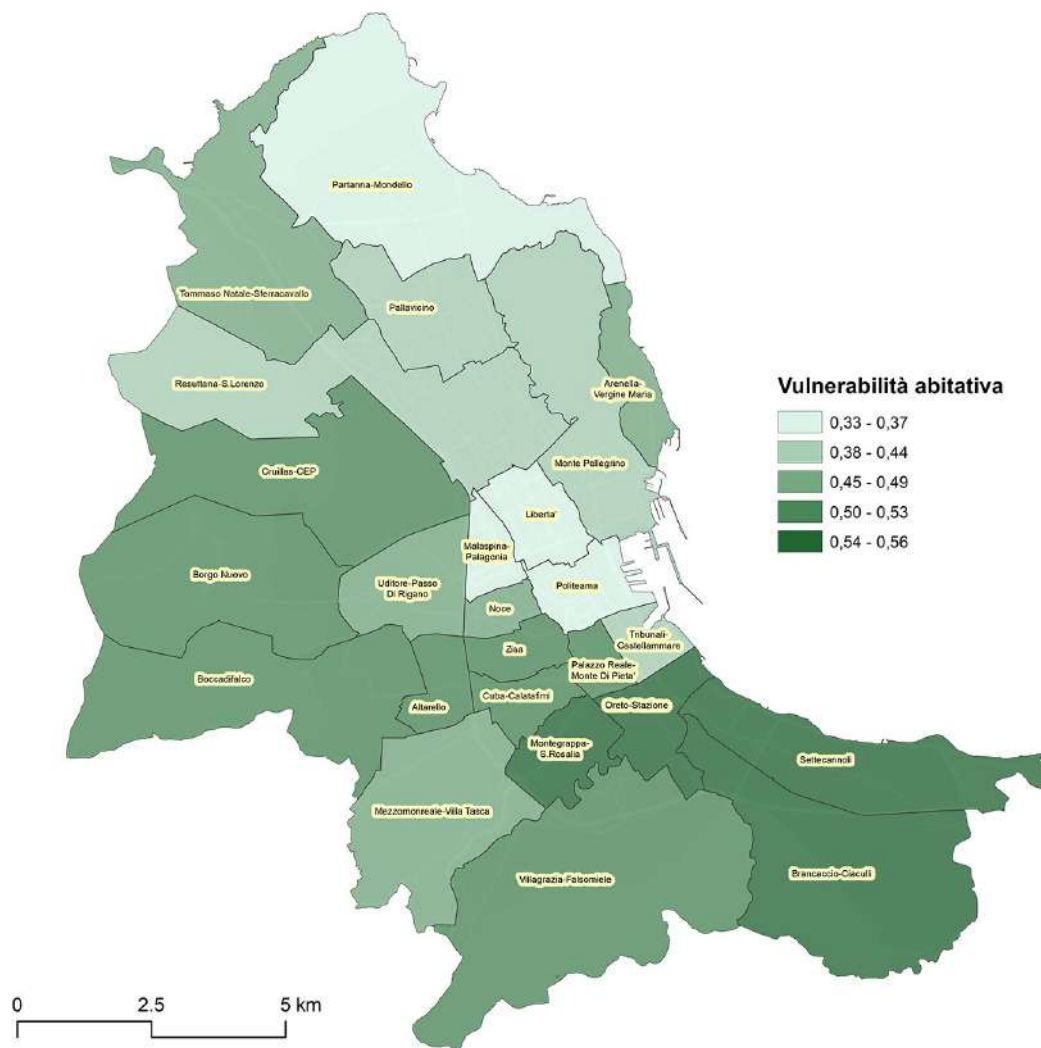 Partanna-Mondello
Tommaso Natale-Sferracavallo
Pallavicino
Resuttana-S.Lorenzo
Arenella-
Vergine Maria
Vulnerabilità abitativa
0,33 - 0,37
0,38 - 0,44
0,45 - 0,49
0,50 - 0,53
0,54 - 0,56
Cruillas-CEP
Monte Pellegrino
Liberta'
Malaspina-
Palagonia
Borgo Nuovo
Uditore-Passo
Di Rigano
Politeama
Noce
Tribunali-
Castellammare
Zisa
Palazzo Reale-
Monte Di Pieta'
Boccadifalco
Altarello
Cuba-Calatafimi
Oreto-Stazione
Montegrappa-
S.Rosalia
Settecannoli
Mezzomonreale-Villa Tasca
Villagrazia-Falsomiele
Brancaccio-Ciaculli
0 2.5 5 km